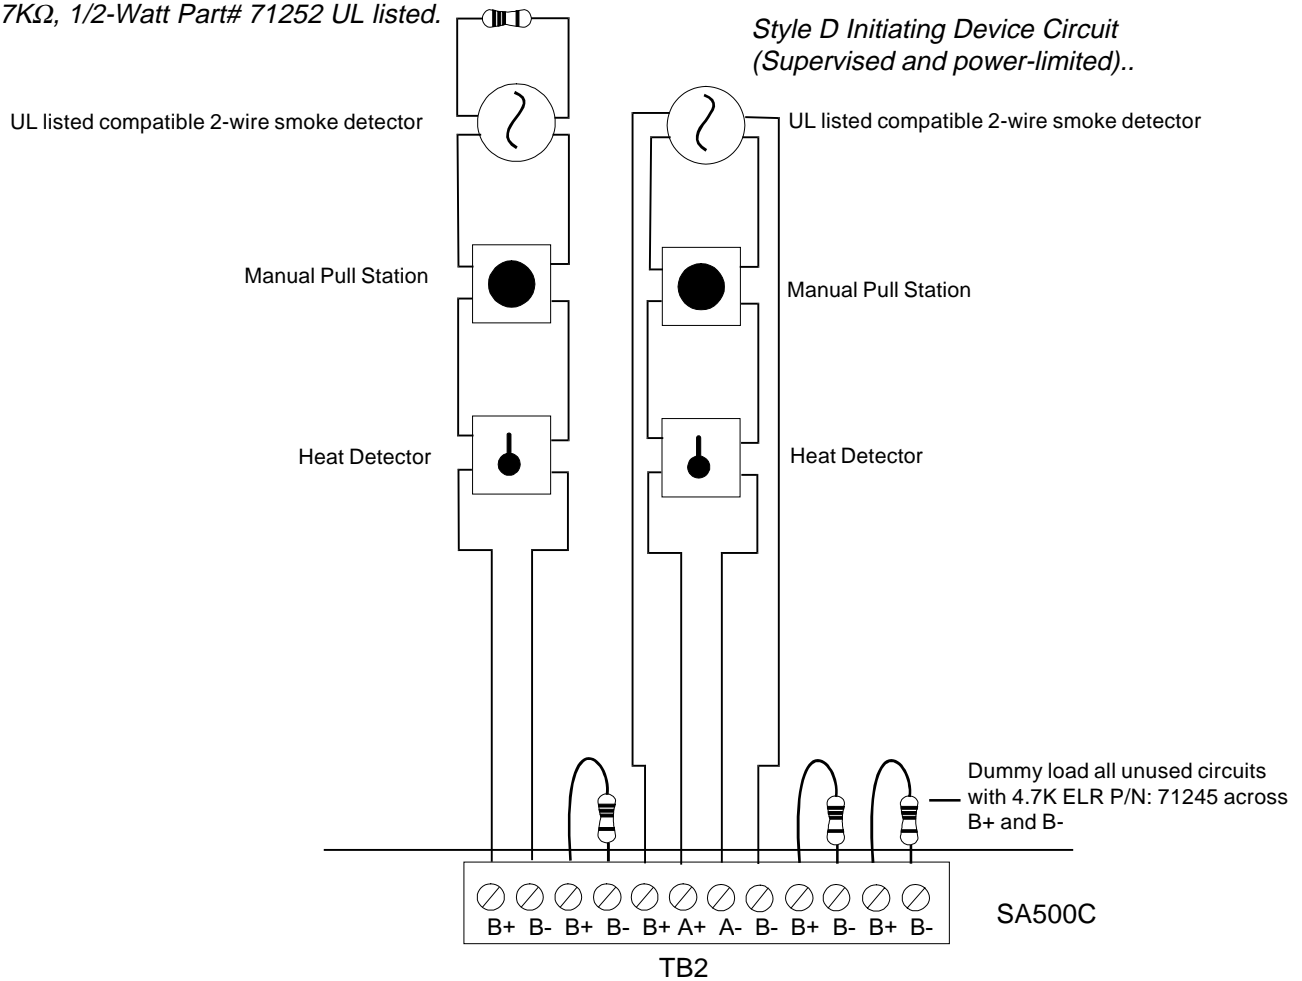 7KΩ, 1/2-Watt Part# 71252 UL listed.
Style D Initiating Device Circuit
(Supervised and power-limited)..
UL listed compatible 2-wire smoke detector
UL listed compatible 2-wire smoke detector
Manual Pull Station
Manual Pull Station
Heat Detector
Heat Detector
Dummy load all unused circuits
with 4.7K ELR P/N: 71245 across
B+ and B-
SA500C
B+ B- B+ B- B+ A+ A- B- B+ B- B+ B-
TB2